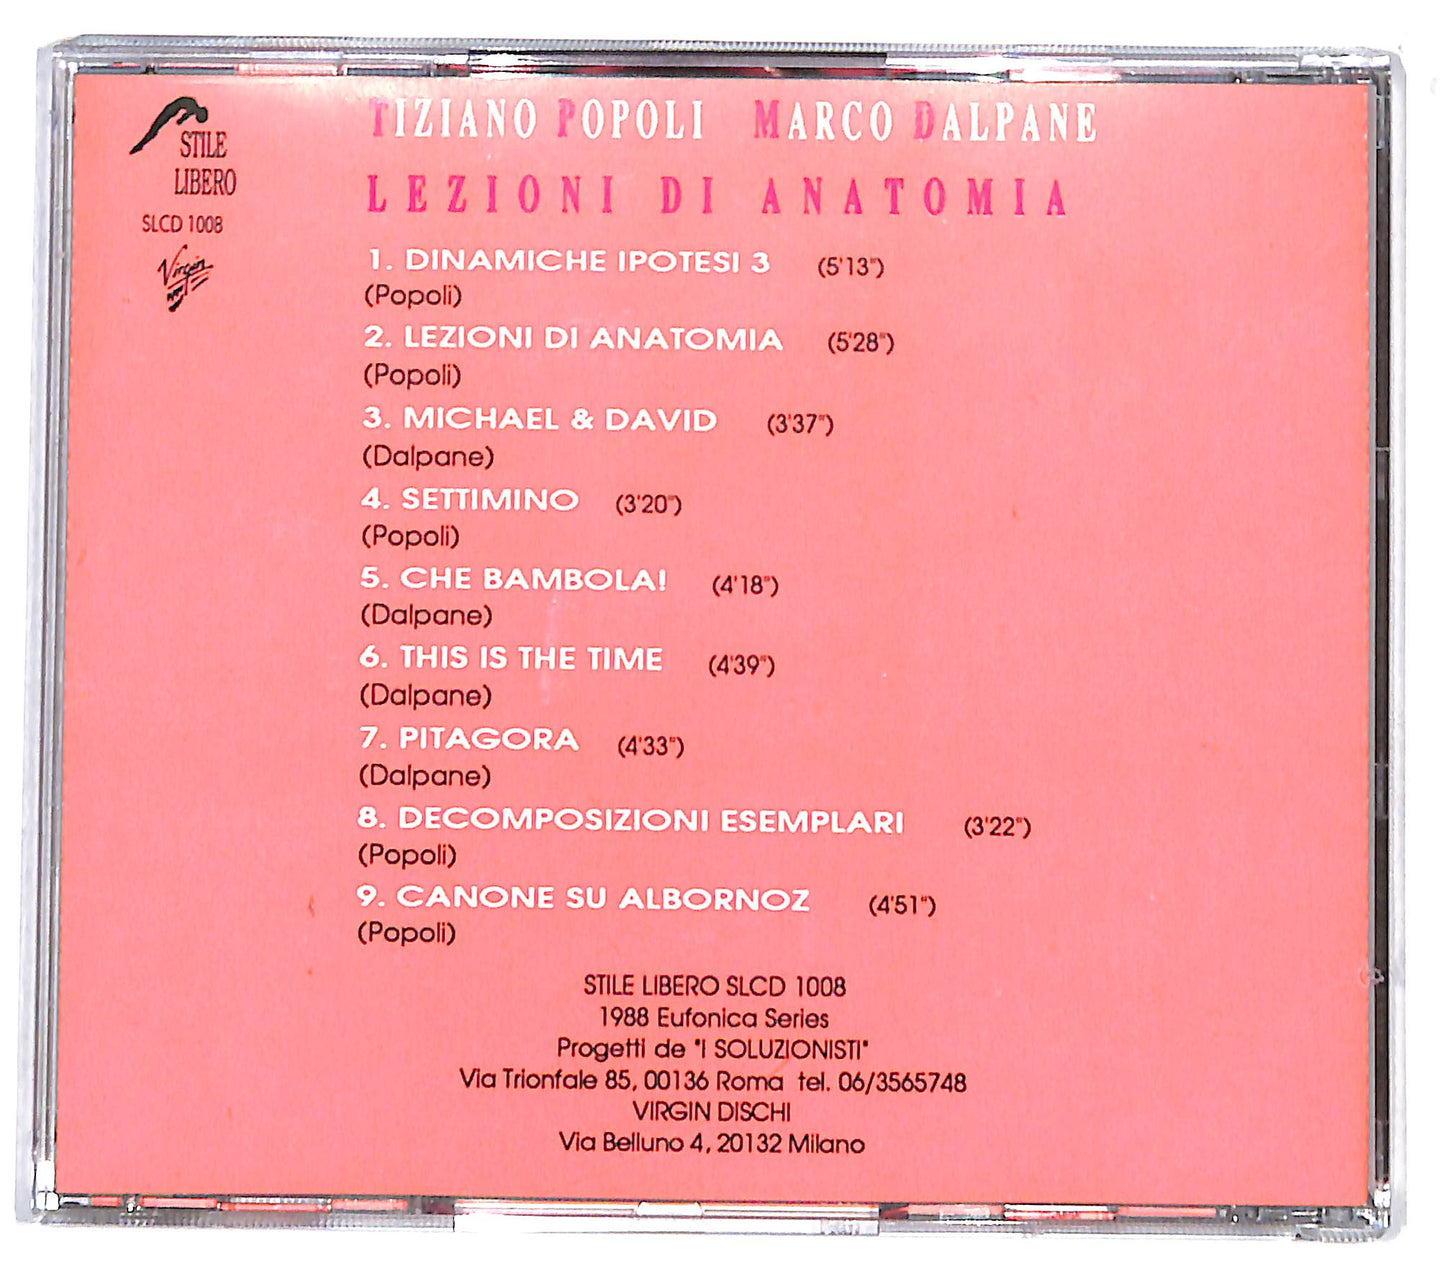 STILE
LIBERO
SLCD 1008
Virgin
TIZIANO POPOLI MARCO DALPANE
LEZIONI DI ANATOMIA
1. DINAMICHE IPOTESI 3 (5'13")
(Popoli)
2. LEZIONI DI ANATOMIA (5'28")
(Popoli)
3. MICHAEL & DAVID (3'37")
(Dalpane)
4. SETTIMINO (3'20")
(Popoli)
5. CHE BAMBOLA! (4'18")
(Dalpane)
6. THIS IS THE TIME (4'39")
(Dalpane)
7. PITAGORA (4'33")
(Dalpane)
8. DECOMPOSIZIONI ESEMPLARI (3'22")
(Popoli)
9. CANONE SU ALBORNOZ (4'51")
(Popoli)
STILE LIBERO SLCD 1008
1988 Eufonica Series
Progetti de "I SOLUZIONISTI"
Via Trionfale 85, 00136 Roma tel. 06/3565748
VIRGIN DISCHI
Via Belluno 4, 20132 Milano